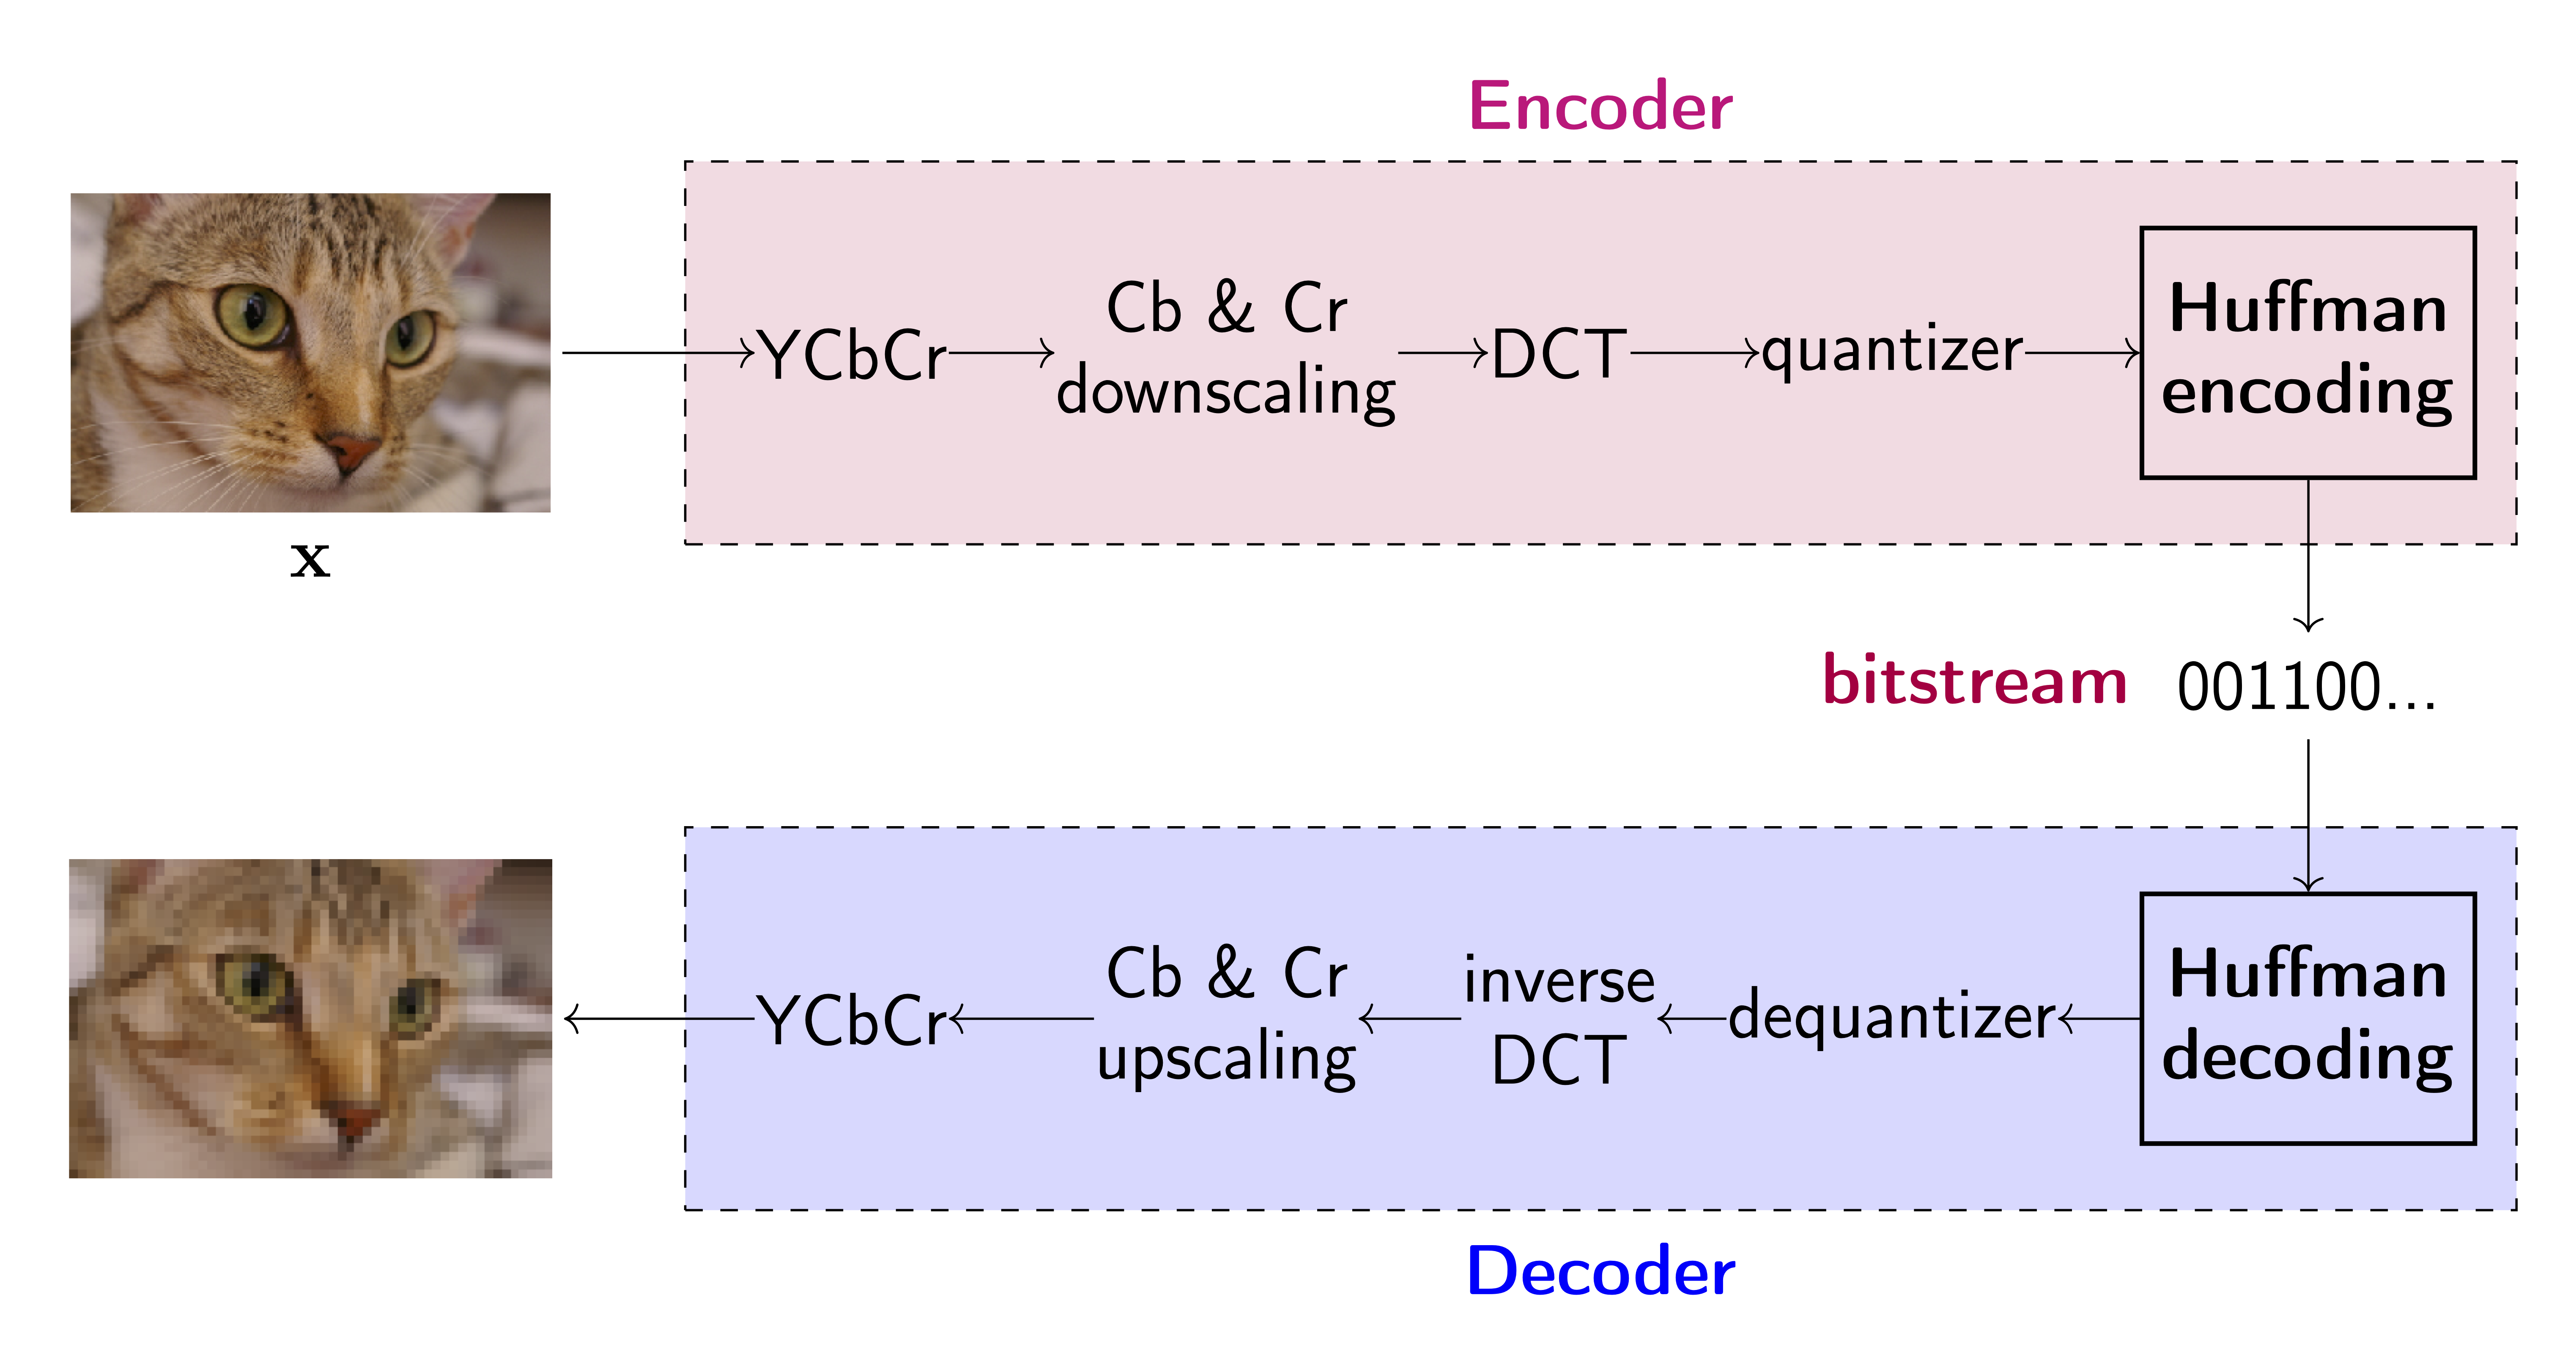 Encoder
YCbCr
Cb & Cr
downscaling
DCT
quantizer
Huffman
encoding
x
bitstream
001100...
YCbCr
Cb & Cr
upscaling
inverse
DCT
dequantizer
Huffman
decoding
Decoder